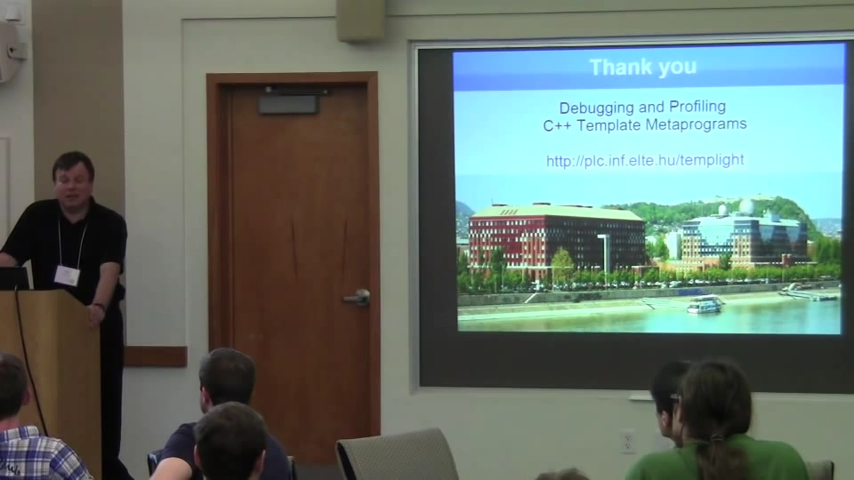 Thank you
Debugging and Profiling
C++ Template Metaprograms
http://plc.inf.elte.hu/templight